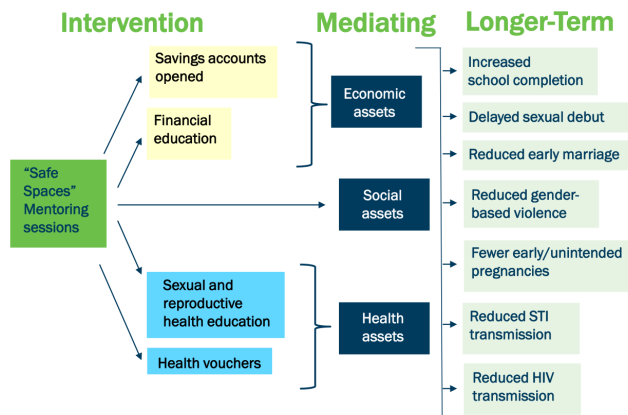 Intervention
Mediating
Longer-Term
Savings accounts
opened
Financial
education
"Safe
Spaces"
Mentoring
sessions
Sexual and
reproductive
health education
Health vouchers
Economic
assets
Social
assets
Health
assets
Increased
school completion
Delayed sexual debut
Reduced early marriage
Reduced gender-
based violence
Fewer early/unintended
pregnancies
Reduced STI
transmission
Reduced HIV
transmission